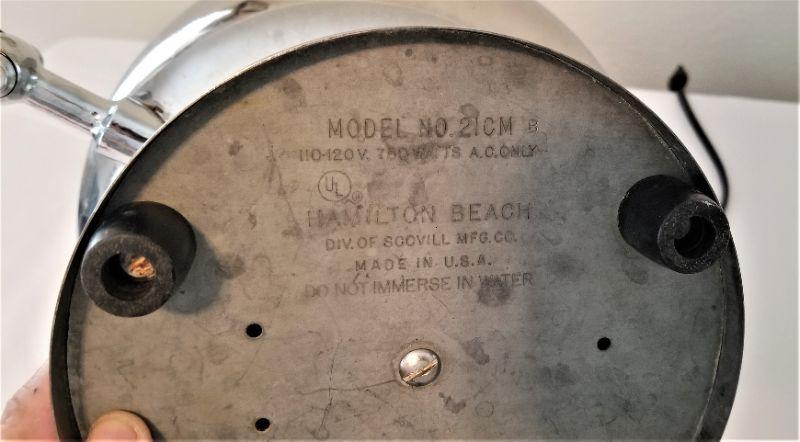 MODEL NO. 21CM B
110-120 V. 750 WATTS A.C. ONLY
UL
HAMILTON BEACH
DIV. OF SCOVILL MFG. CO.
MADE IN U.S.A.
DO NOT IMMERSE IN WATER